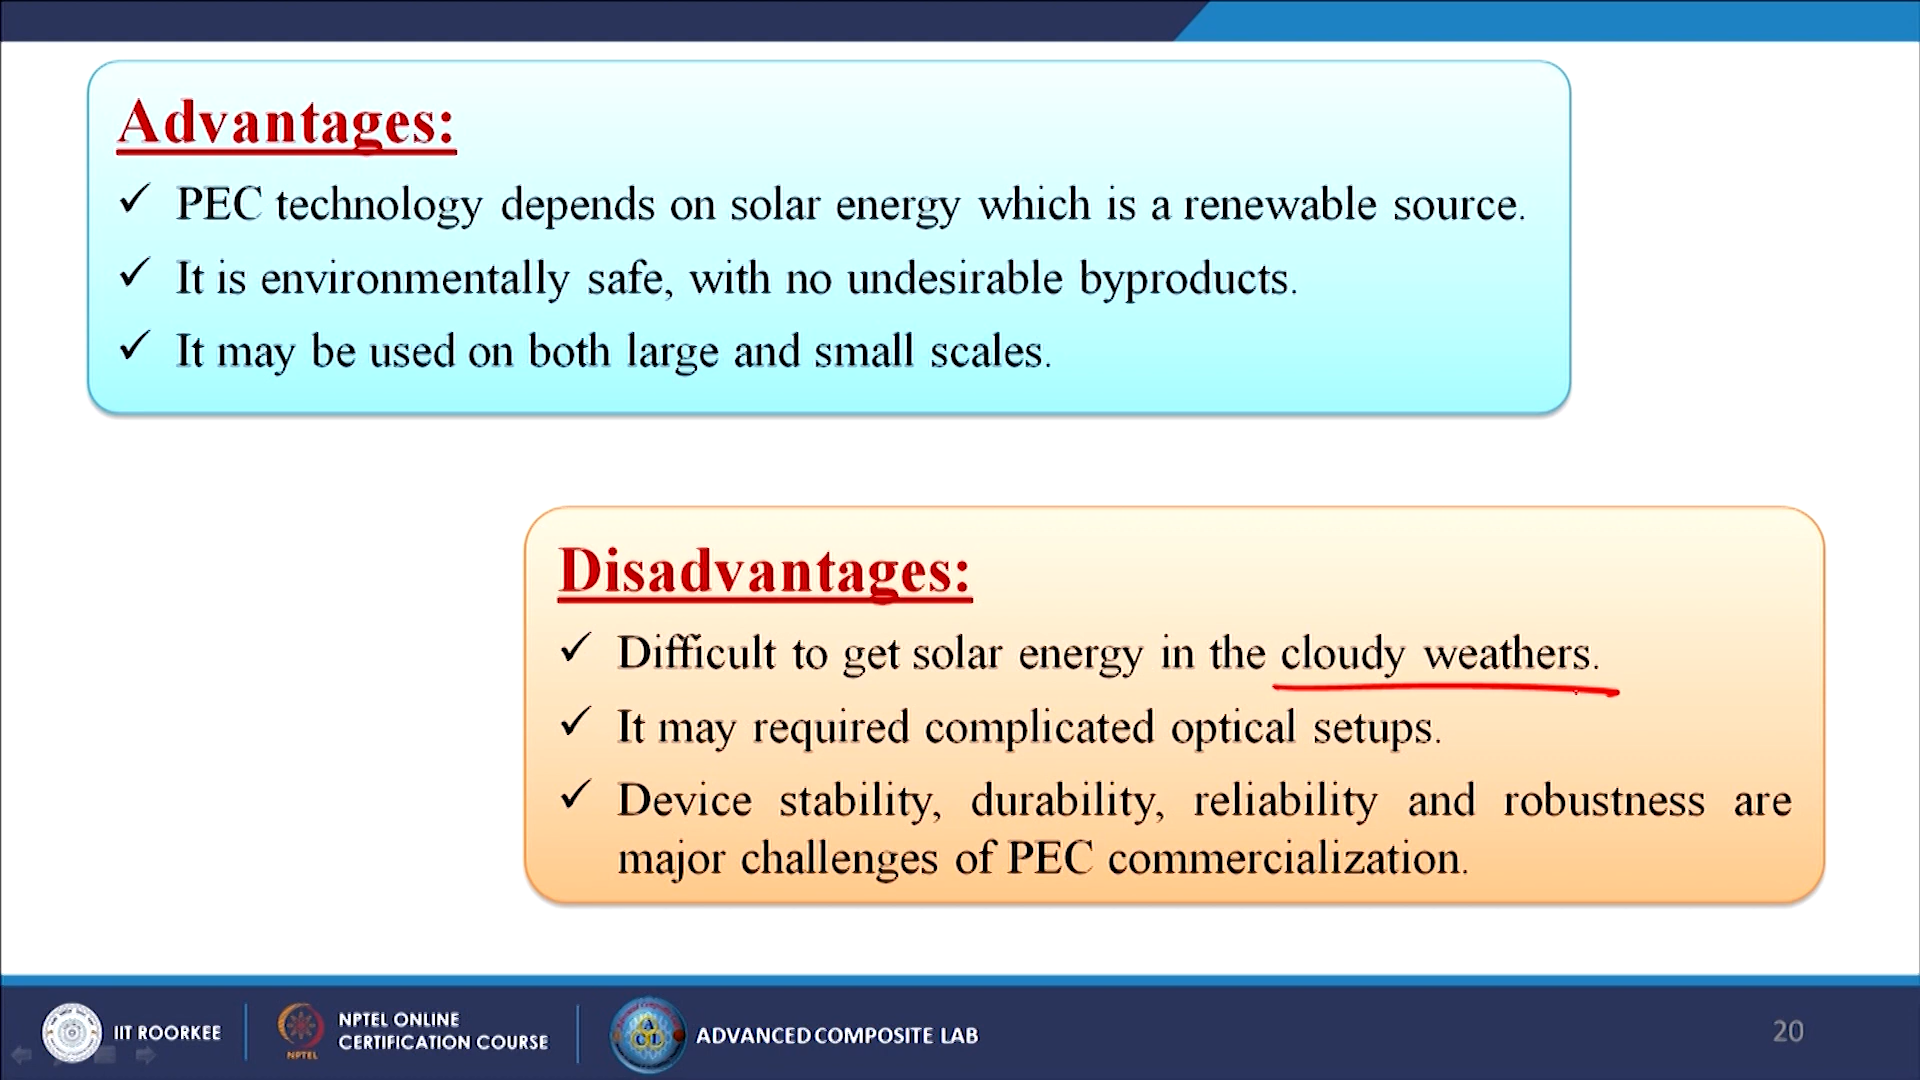 Advantages:
✓ PEC technology depends on solar energy which is a renewable source.
✓ It is environmentally safe, with no undesirable byproducts.
✓ It may be used on both large and small scales.
Disadvantages:
✓ Difficult to get solar energy in the cloudy weathers.
✓ It may required complicated optical setups.
✓ Device stability, durability, reliability and robustness are
major challenges of PEC commercialization.
IIT ROORKEE
NPTEL
NPTEL ONLINE
CERTIFICATION COURSE
ADVANCED COMPOSITE LAB
20